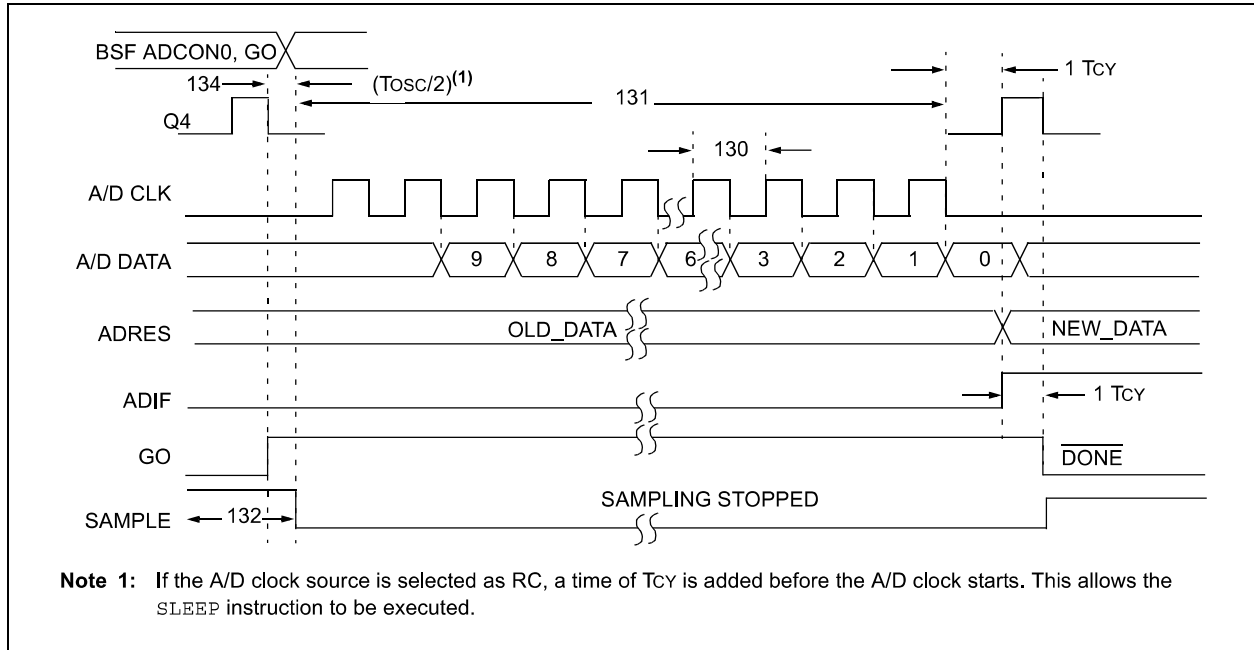 BSF ADCON0, GO
134 (TOSC/2)(1) 131 1 TCY
Q4
130
A/D CLK
A/D DATA 9 8 7 6 3 2 1 0
ADRES OLD_DATA NEW_DATA
ADIF 1 TCY
GO DONE
SAMPLE 132 SAMPLING STOPPED
Note 1: If the A/D clock source is selected as RC, a time of TCY is added before the A/D clock starts. This allows the
SLEEP instruction to be executed.